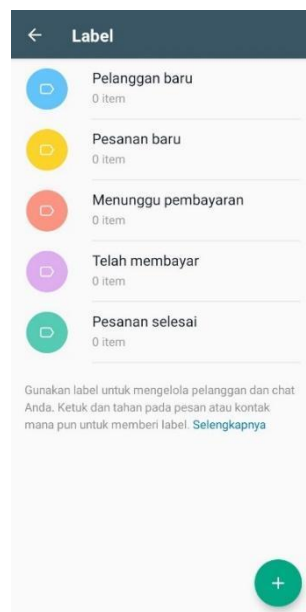 Label
Pelanggan baru
0 item
Pesanan baru
0 item
Menunggu pembayaran
0 item
Telah membayar
0 item
Pesanan selesai
0 item
Gunakan label untuk mengelola pelanggan dan chat
Anda. Ketuk dan tahan pada pesan atau kontak
mana pun untuk memberi label. Selengkapnya